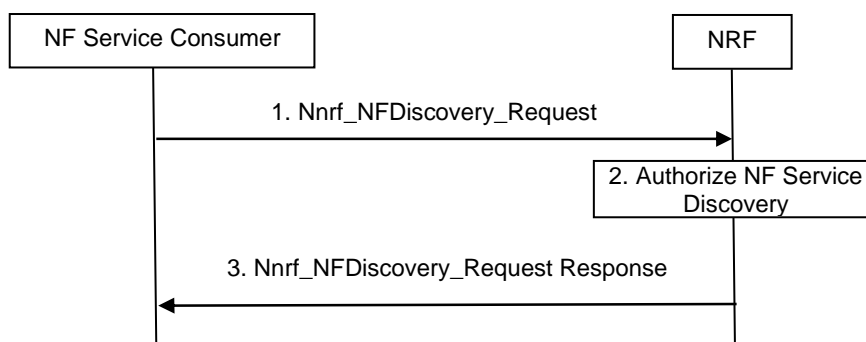 NF Service Consumer
NRF
1. Nnrf_NFDiscovery_Request
2. Authorize NF Service
Discovery
3. Nnrf_NFDiscovery_Request Response